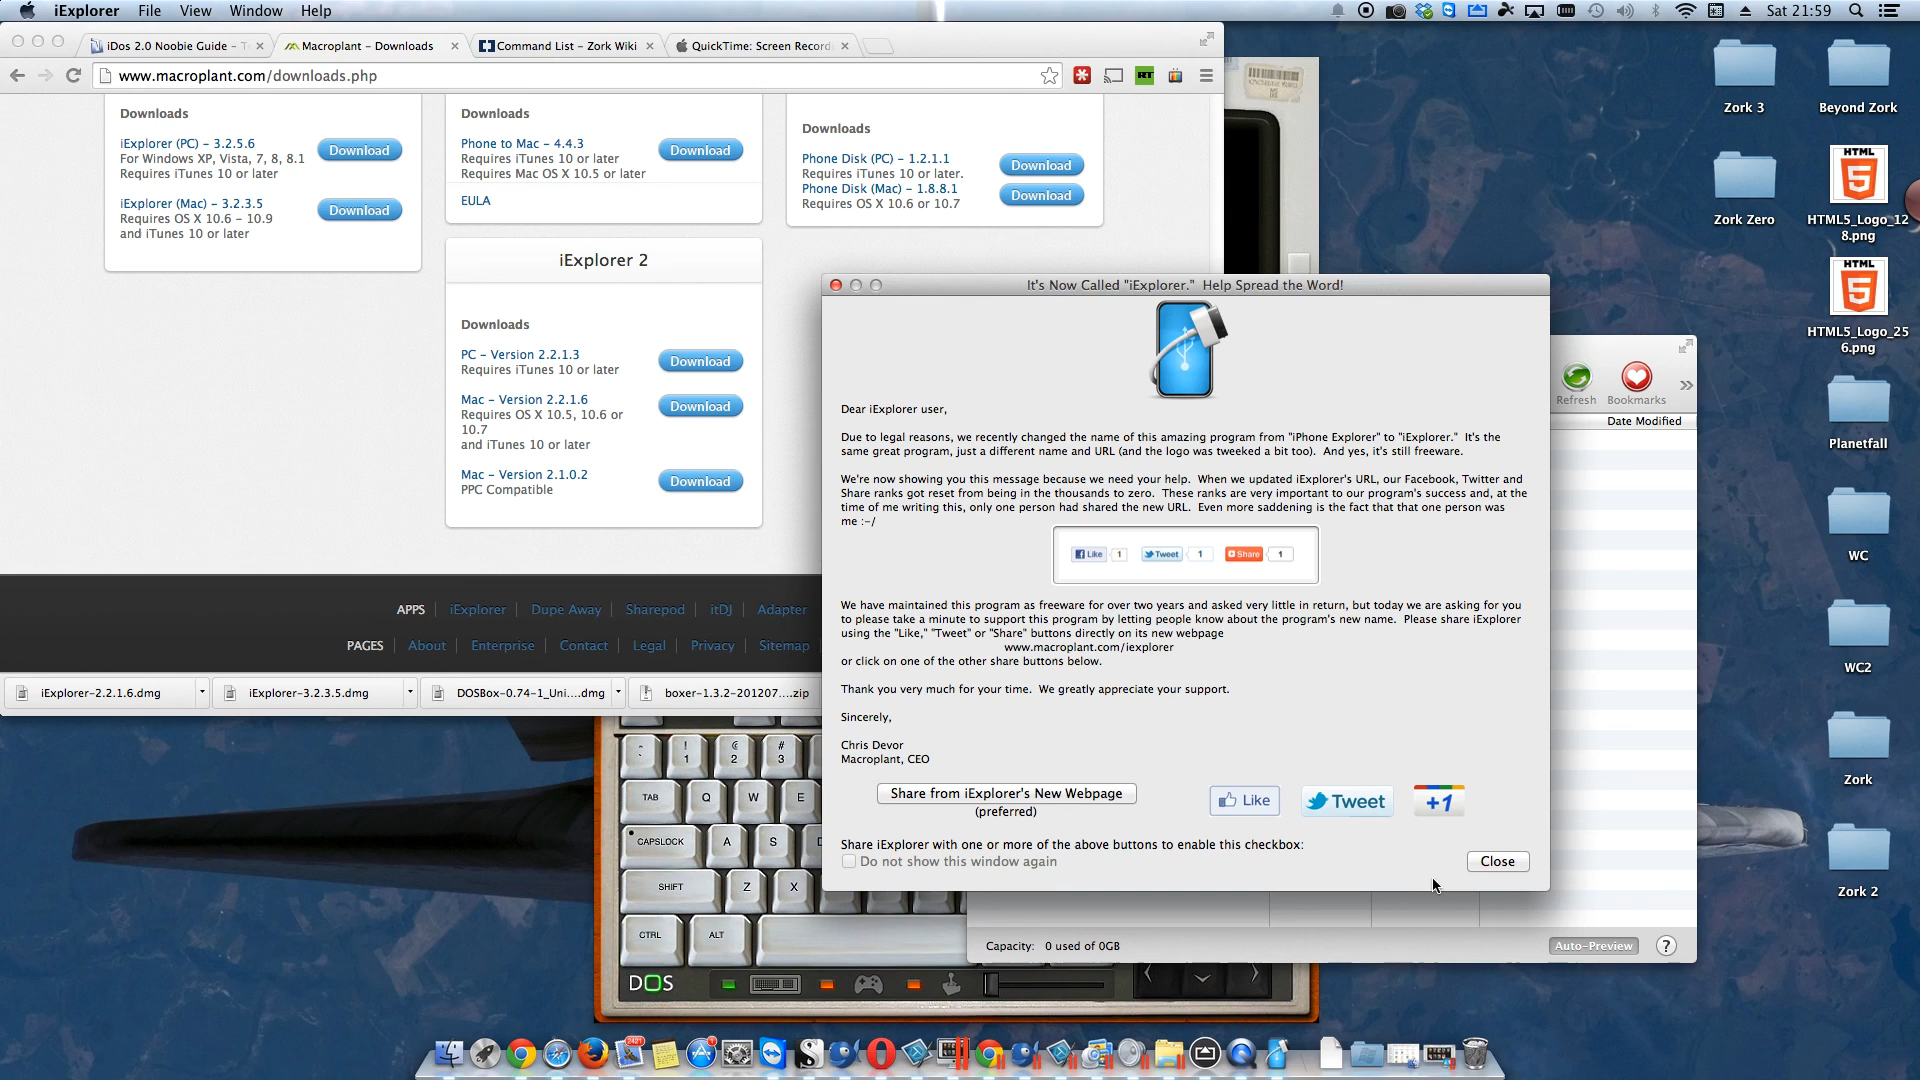 iExplorer File View Window Help
Sat 21:59
iDos 2.0 Noobie Guide - T
Macroplant - Downloads
Command List - Zork Wiki
QuickTime: Screen Record
www.macroplant.com/downloads.php
Downloads
iExplorer (PC) - 3.2.5.6
For Windows XP, Vista, 7, 8, 8.1
Requires iTunes 10 or later
Download
iExplorer (Mac) - 3.2.3.5
Requires OS X 10.6 - 10.9
and iTunes 10 or later
Download
Downloads
Phone to Mac - 4.4.3
Requires iTunes 10 or later
Requires Mac OS X 10.5 or later
Download
EULA
Downloads
Phone Disk (PC) - 1.2.1.1
Requires iTunes 10 or later.
Download
Phone Disk (Mac) - 1.8.8.1
Requires OS X 10.6 or 10.7
Download
iExplorer 2
Downloads
PC - Version 2.2.1.3
Requires iTunes 10 or later
Download
Mac - Version 2.2.1.6
Requires OS X 10.5, 10.6 or
10.7
and iTunes 10 or later
Download
Mac - Version 2.1.0.2
PPC Compatible
Download
APPS iExplorer Dupe Away Sharepod itDJ Adapter
PAGES About Enterprise Contact Legal Privacy Sitemap
iExplorer-2.2.1.6.dmg
iExplorer-3.2.3.5.dmg
DOSBox-0.74-1_Uni....dmg
boxer-1.3.2-201207....zip
It's Now Called "iExplorer." Help Spread the Word!
Dear iExplorer user,
Due to legal reasons, we recently changed the name of this amazing program from "iPhone Explorer" to "iExplorer." It's the
same great program, just a different name and URL (and the logo was tweeked a bit too). And yes, it's still freeware.
We're now showing you this message because we need your help. When we updated iExplorer's URL, our Facebook, Twitter and
Share ranks got reset from being in the thousands to zero. These ranks are very important to our program's success and, at the
time of me writing this, only one person had shared the new URL. Even more saddening is the fact that that one person was
me :-/
Like 1 Tweet 1 Share 1
We have maintained this program as freeware for over two years and asked very little in return, but today we are asking for you
to please take a minute to support this program by letting people know about the program's new name. Please share iExplorer
using the "Like," "Tweet" or "Share" buttons directly on its new webpage
www.macroplant.com/iexplorer
or click on one of the other share buttons below.
Thank you very much for your time. We greatly appreciate your support.
Sincerely,
Chris Devor
Macroplant, CEO
Share from iExplorer's New Webpage
(preferred)
Like
Tweet
+1
Share iExplorer with one or more of the above buttons to enable this checkbox:
Do not show this window again
Close
Refresh
Bookmarks
Date Modified
Capacity: 0 used of 0GB
Auto-Preview
?
! 1 @ 2 # 3
TAB Q W E
CAPSLOCK A S
SHIFT Z X
CTRL ALT
DOS
Zork 3
Beyond Zork
Zork Zero
HTML
5
HTML5_Logo_12
8.png
HTML
5
HTML5_Logo_25
6.png
Planetfall
WC
WC2
Zork
Zork 2
RT
2421